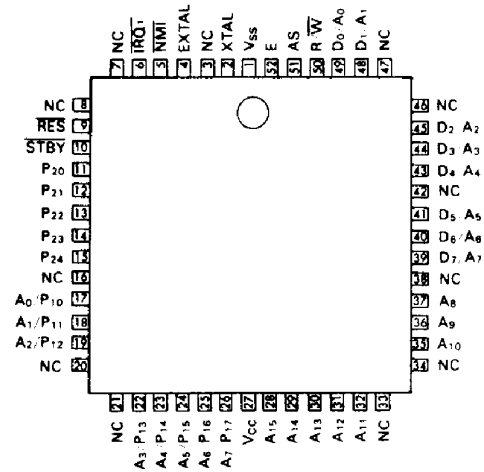 NC
IRQ1
NMI
EXTAL
NC
XTAL
Vss
E
AS
R/W
D0/A0
D1/A1
NC
7 6 5 4 3 2 1 52 51 50 49 48 47
NC 8
RES 9
STBY 10
P20 11
P21 12
P22 13
P23 14
P24 15
NC 16
A0/P10 17
A1/P11 18
A2/P12 19
NC 20
46 NC
45 D2/A2
44 D3/A3
43 D4/A4
42 NC
41 D5/A5
40 D6/A6
39 D7/A7
38 NC
37 A8
36 A9
35 A10
34 NC
21 22 23 24 25 26 27 28 29 30 31 32 33
NC
A3/P13
A4/P14
A5/P15
A6 P16
A7 P17
Vcc
A15
A14
A13
A12
A11
NC